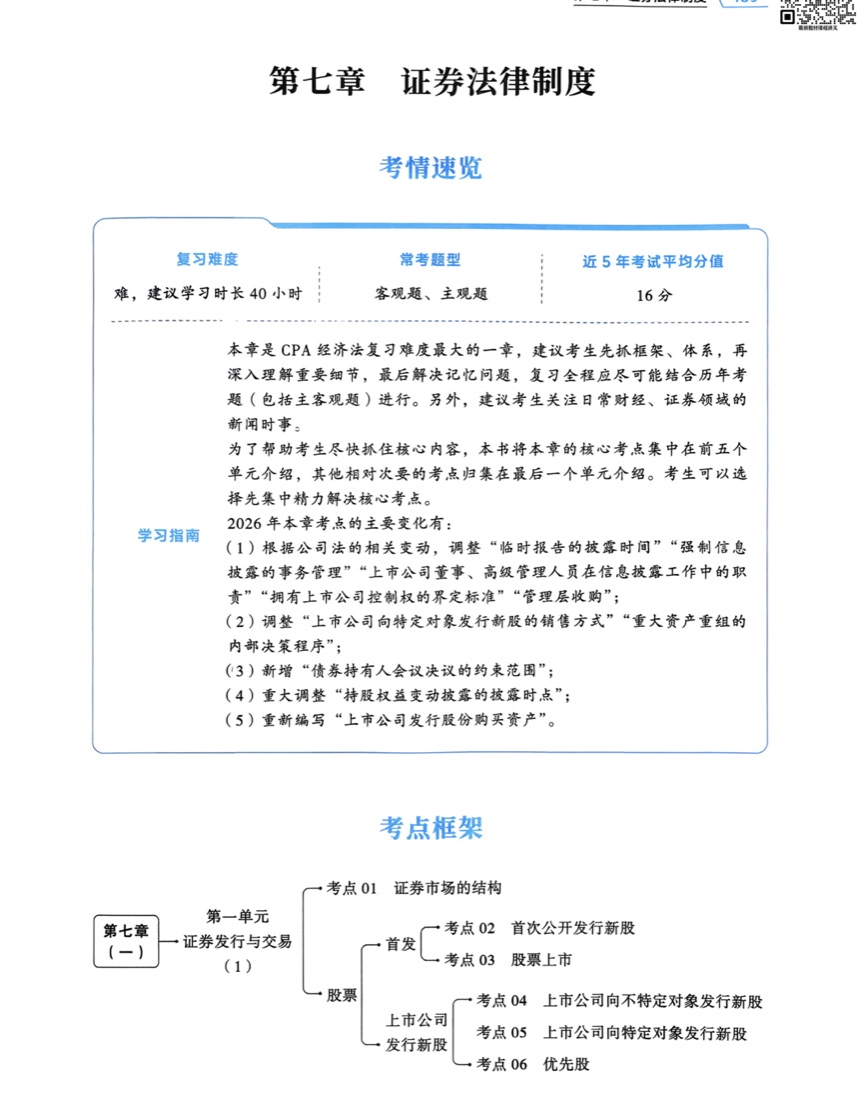 第七章 证券法律制度
考情速览
复习难度 常考题型 近 5 年考试平均分值
难，建议学习时长 40 小时 客观题、主观题 16 分
学习指南
本章是 CPA 经济法复习难度最大的一章，建议考生先抓框架、体系，再
深入理解重要细节，最后解决记忆问题，复习全程应尽可能结合历年考
题（包括主客观题）进行。另外，建议考生关注日常财经、证券领域的
新闻时事。
为了帮助考生尽快抓住核心内容，本书将本章的核心考点集中在前五个
单元介绍，其他相对次要的考点归集在最后一个单元介绍。考生可以选
择先集中精力解决核心考点。
2026 年本章考点的主要变化有：
（1）根据公司法的相关变动，调整“临时报告的披露时间”“强制信息
披露的事务管理”“上市公司董事、高级管理人员在信息披露工作中的职
责”“拥有上市公司控制权的界定标准”“管理层收购”；
（2）调整“上市公司向特定对象发行新股的销售方式”“重大资产重组的
内部决策程序”；
（3）新增“债券持有人会议决议的约束范围”；
（4）重大调整“持股权益变动披露的披露时点”；
（5）重新编写“上市公司发行股份购买资产”。
考点框架
第七章
（一）
第一单元
证券发行与交易
（1）
考点 01 证券市场的结构
股票
首发
考点 02 首次公开发行新股
考点 03 股票上市
上市公司
发行新股
考点 04 上市公司向不特定对象发行新股
考点 05 上市公司向特定对象发行新股
考点 06 优先股